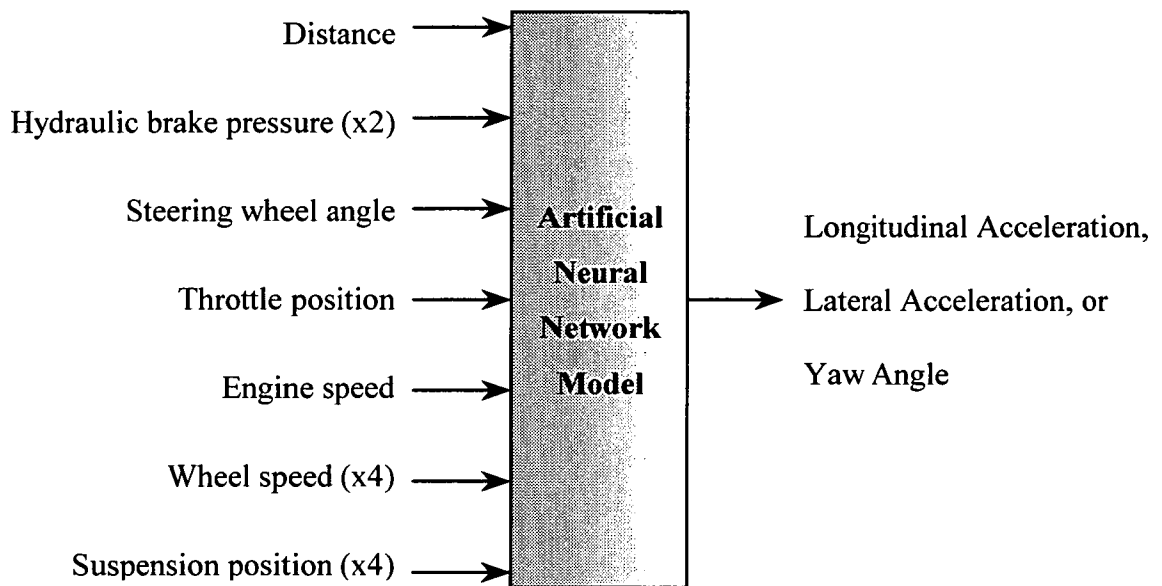 Distance
Hydraulic brake pressure (x2)
Steering wheel angle
Throttle position
Engine speed
Wheel speed (x4)
Suspension position (x4)
Artificial
Neural
Network
Model
Longitudinal Acceleration,
Lateral Acceleration, or
Yaw Angle